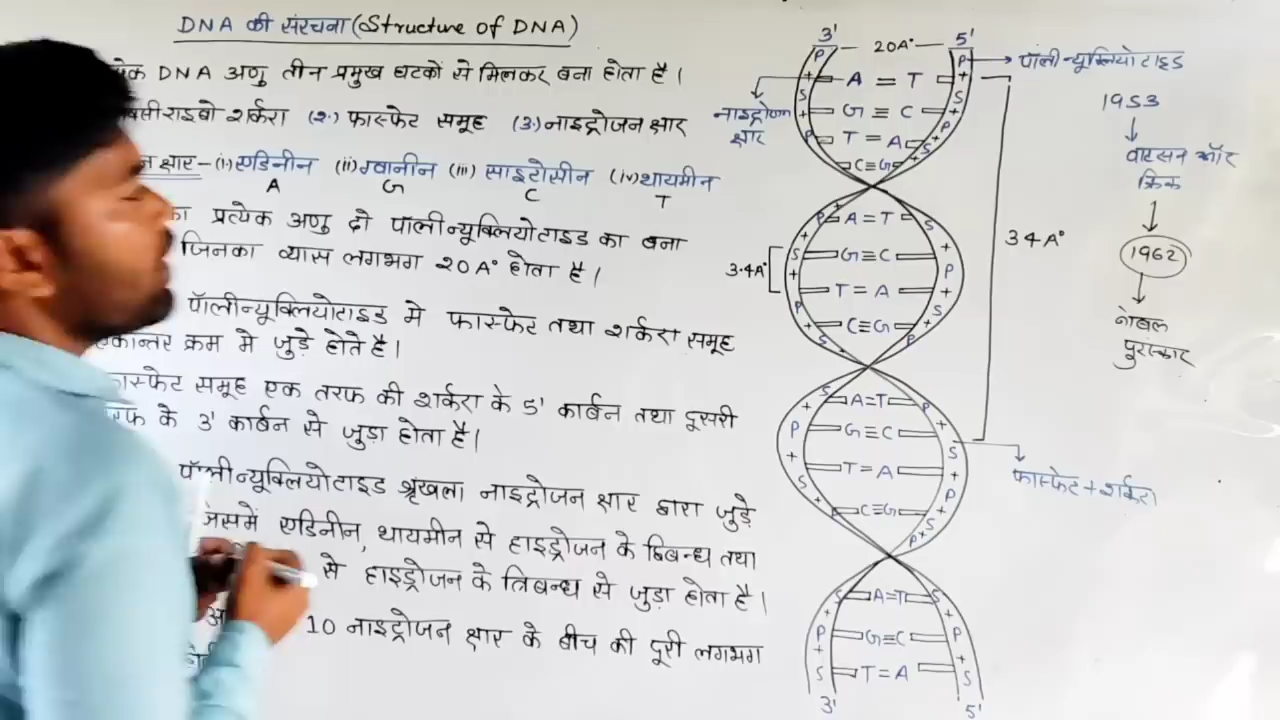 DNA की संरचना (Structure of DNA)
DNA अणु तीन प्रमुख घटकों से मिलकर बना होता है।
शर्करा (२.) फास्फेट समूह (3.) नाइट्रोजन क्षार
क्षार - (i) एडिनीन (ii) ग्वानीन (iii) साइटोसीन (iv) थायमीन
A G C T
प्रत्येक अणु दो पॉलीन्यूक्लियोटाइड का बना
जिनका व्यास लगभग 20A° होता है।
पॉलीन्यूक्लियोटाइड मे फास्फेट तथा शर्करा समूह
क्रम मे जुड़े होते है।
समूह एक तरफ की शर्करा के 5' कार्बन तथा दूसरी
के 3' कार्बन से जुड़ा होता है।
पॉलीन्यूक्लियोटाइड श्रृंखला नाइट्रोजन क्षार द्वारा जुड़े
एडिनीन, थायमीन से हाइड्रोजन के द्विबन्ध तथा
से हाइड्रोजन के त्रिबन्ध से जुड़ा होता है।
10 नाइट्रोजन क्षार के बीच की दूरी लगभग
3' 20A° 5'
पॉलीन्यूक्लियोटाइड
नाइट्रोजन
क्षार
P P
+ A = T +
S G ≡ C S
+ +
P T = A P
C ≡ G S
P A = T S
+ +
S G ≡ C P
+ T = A +
P C ≡ G S
S P
3.4A°
34A°
S A = T P
+ +
P G ≡ C S
+ T = A +
S C ≡ G P
फास्फेट + शर्करा
S A = T S
+ +
P G ≡ C P
+ +
S T = A S
3' 5'
1953
वाटसन और
क्रिक
1962
नोबल
पुरस्कार